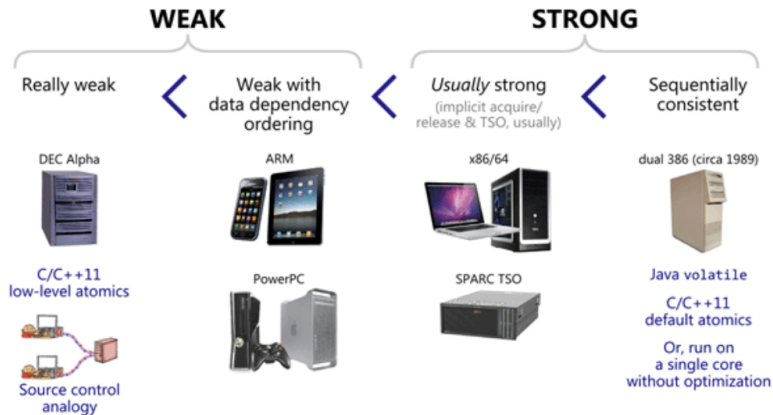 WEAK
STRONG
Really weak
Weak with
data dependency
ordering
Usually strong
(implicit acquire/
release & TSO, usually)
Sequentially
consistent
DEC Alpha
ARM
x86/64
dual 386 (circa 1989)
C/C++11
low-level atomics
PowerPC
SPARC TSO
Java volatile
C/C++11
default atomics
Or, run on
a single core
without optimization
Source control
analogy